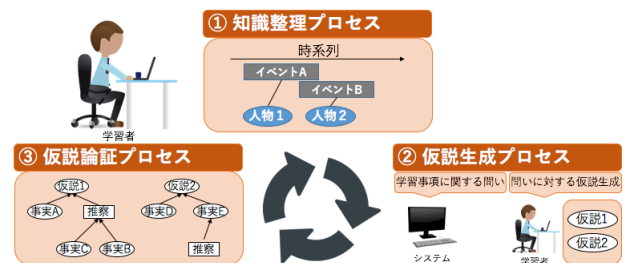 ① 知識整理プロセス
時系列
イベントA
イベントB
人物1
人物2
学習者
③ 仮説論証プロセス
仮説1
仮説2
事実A
推察
事実D
事実E
事実C
事実B
推察
② 仮説生成プロセス
学習事項に関する問い
問いに対する仮説生成
仮説1
仮説2
システム
学習者